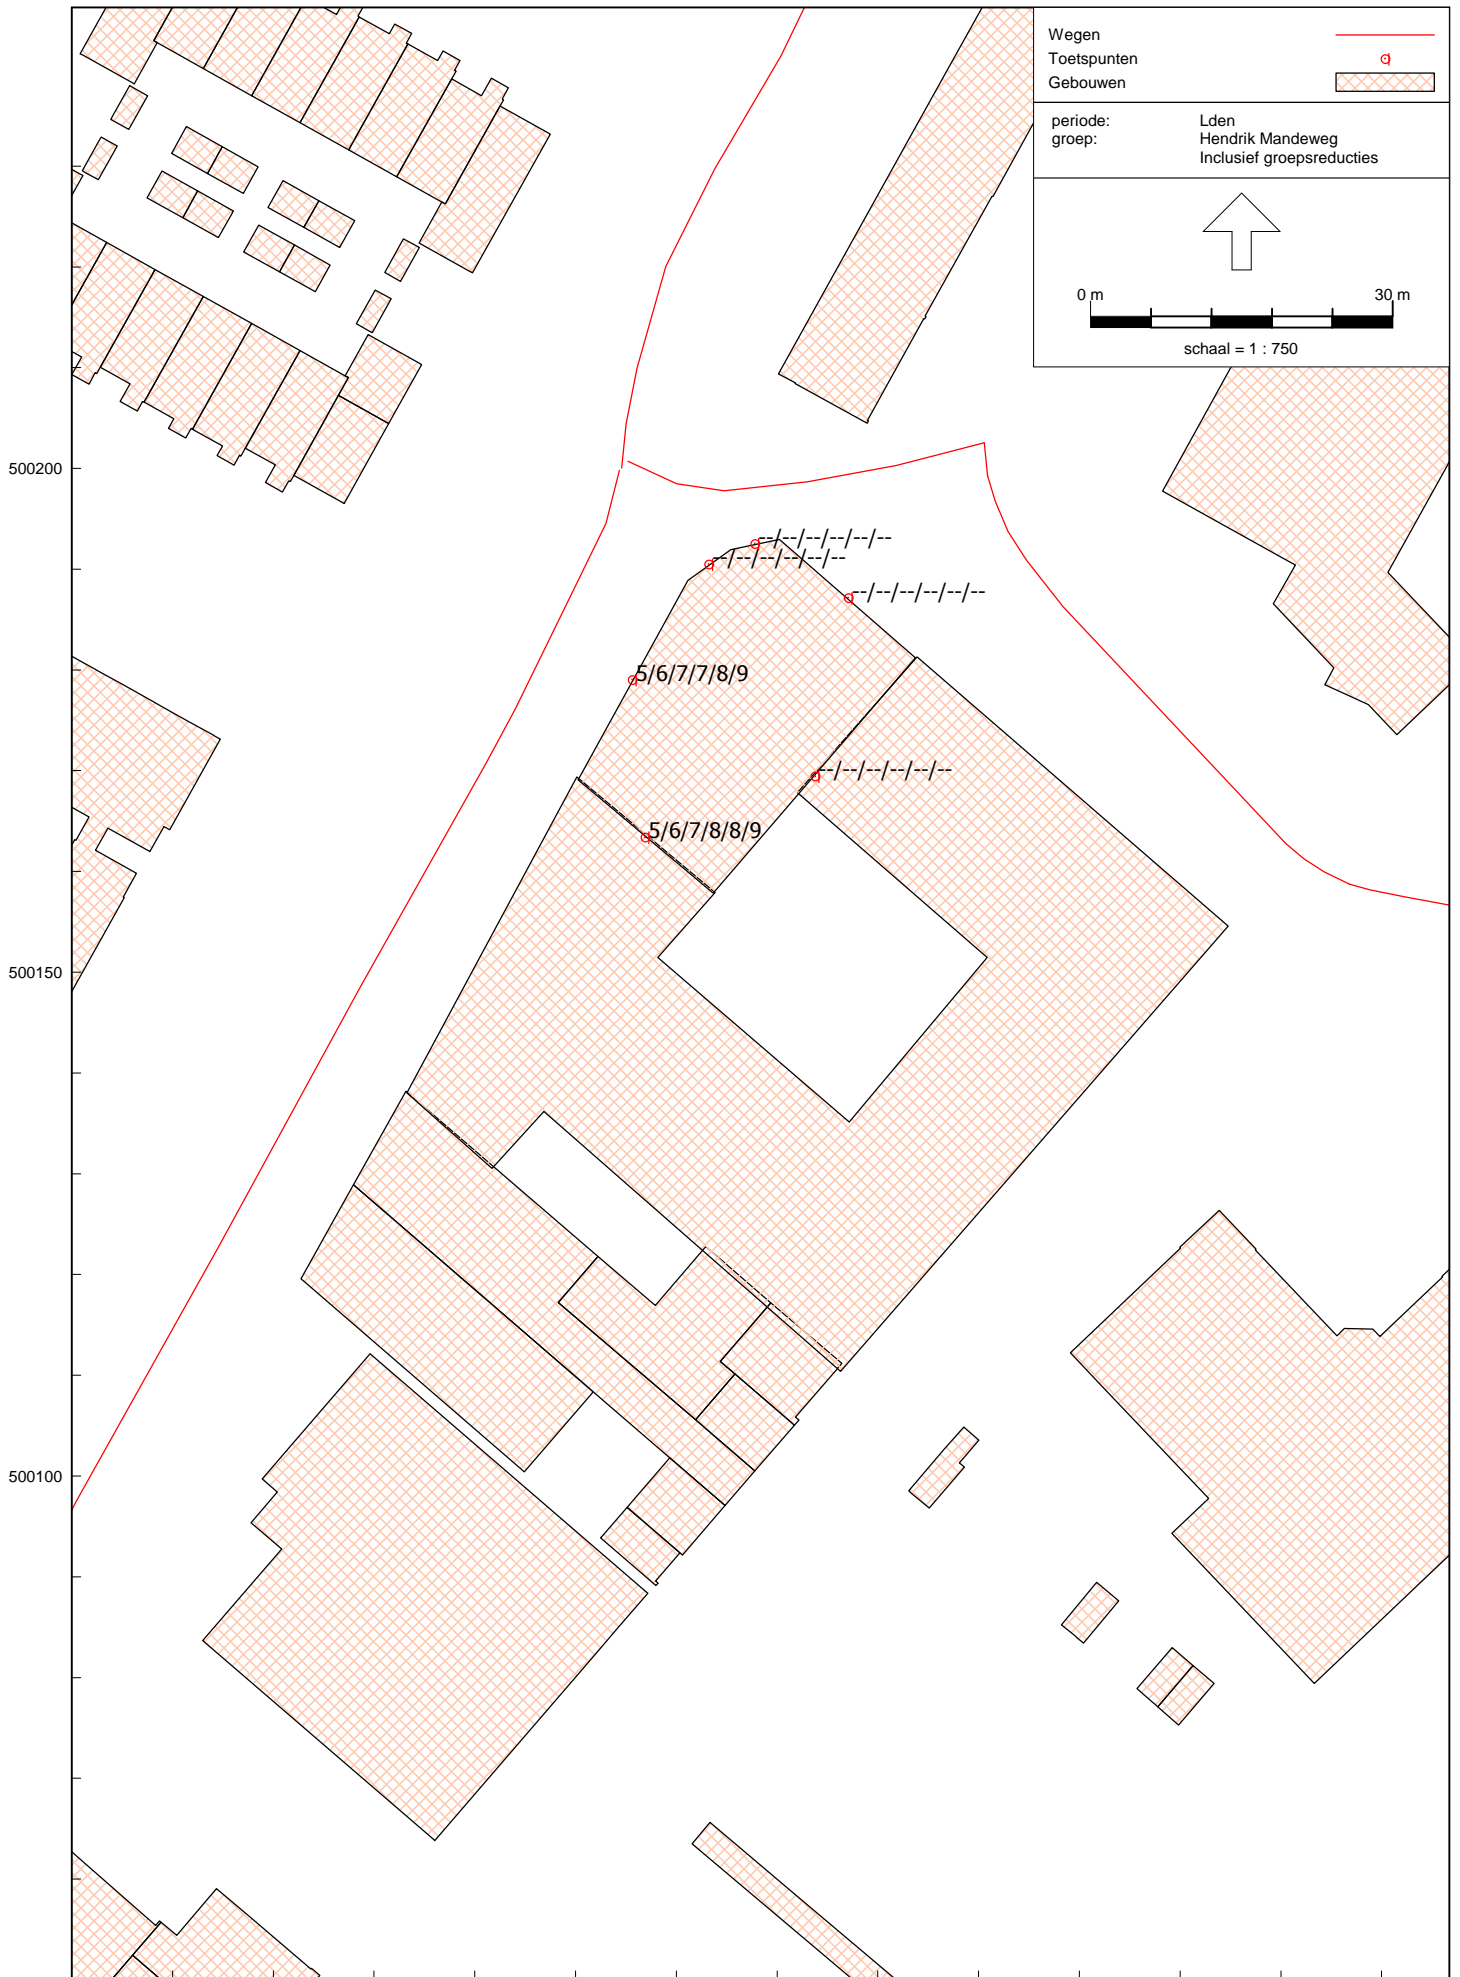 Wegen
Toetspunten
Gebouwen
periode: Lden
groep: Hendrik Mandeweg
Inclusief groepsreducties
0 m 30 m
schaal = 1 : 750
500200
--/--/--/--/--/--
--/--/--/--/--/--
--/--/--/--/--/--
5/6/7/7/8/9
--/--/--/--/--/--
5/6/7/8/8/9
500150
500100